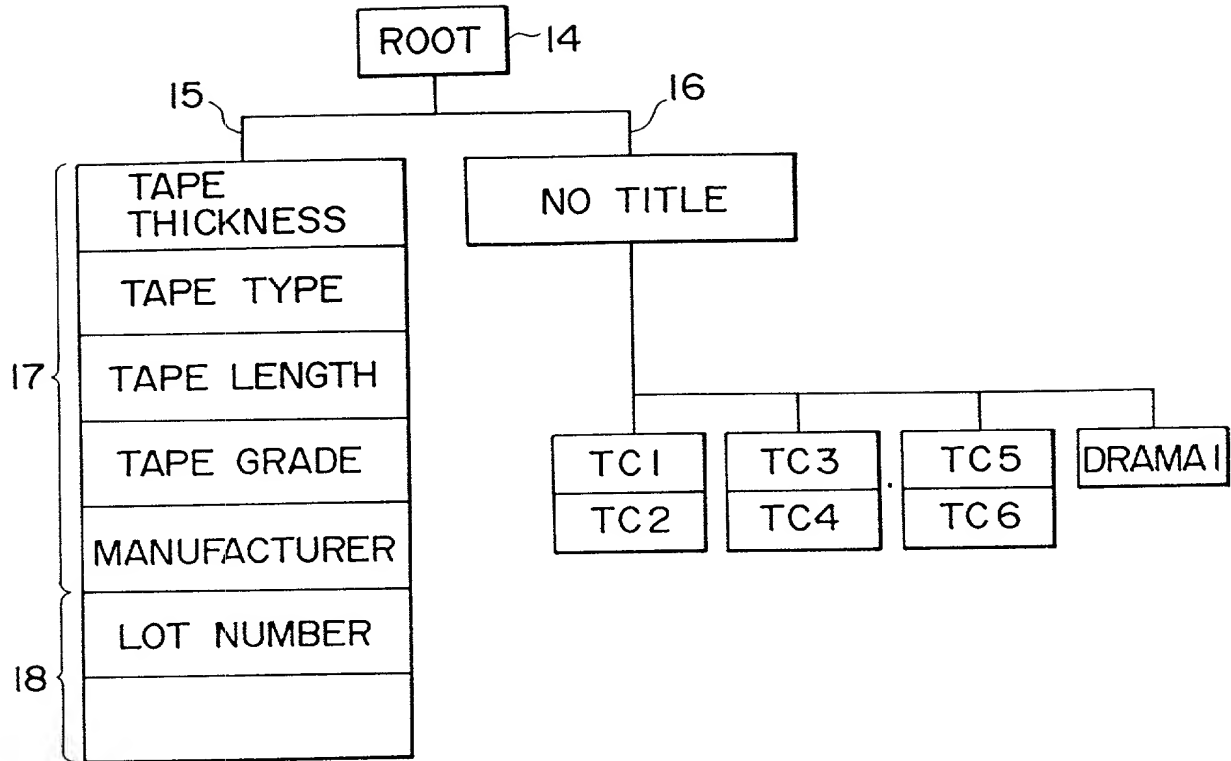 ROOT
14
15
16
TAPE
THICKNESS
NO TITLE
TAPE TYPE
17
TAPE LENGTH
TAPE GRADE
TC1
TC3
TC5
DRAMA1
TC2
TC4
TC6
MANUFACTURER
LOT NUMBER
18